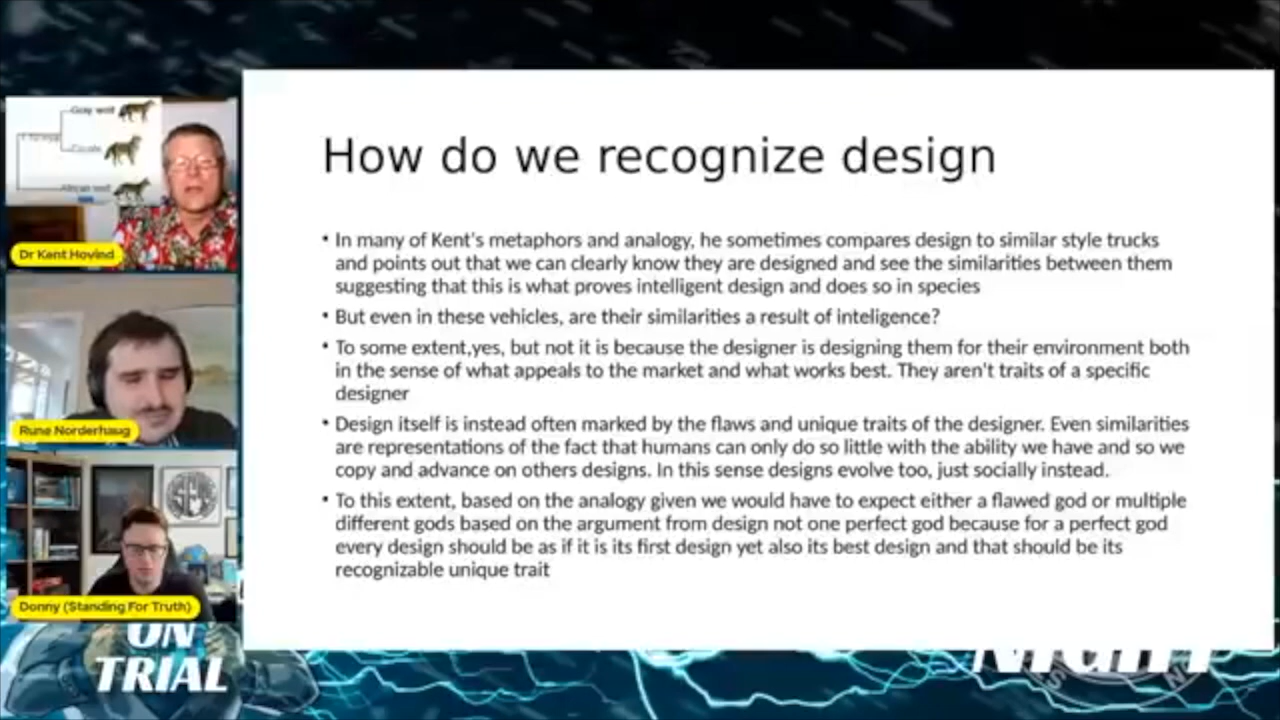 Gray wolf
Coyote
African wolf
Dr Kent Hovind
Rune Norderhaug
Donny (Standing For Truth)
ON
TRIAL
How do we recognize design
• In many of Kent's metaphors and analogy, he sometimes compares design to similar style trucks
and points out that we can clearly know they are designed and see the similarities between them
suggesting that this is what proves intelligent design and does so in species
• But even in these vehicles, are their similarities a result of inteligence?
• To some extent,yes, but not it is because the designer is designing them for their environment both
in the sense of what appeals to the market and what works best. They aren't traits of a specific
designer
• Design itself is instead often marked by the flaws and unique traits of the designer. Even similarities
are representations of the fact that humans can only do so little with the ability we have and so we
copy and advance on others designs. In this sense designs evolve too, just socially instead.
• To this extent, based on the analogy given we would have to expect either a flawed god or multiple
different gods based on the argument from design not one perfect god because for a perfect god
every design should be as if it is its first design yet also its best design and that should be its
recognizable unique trait